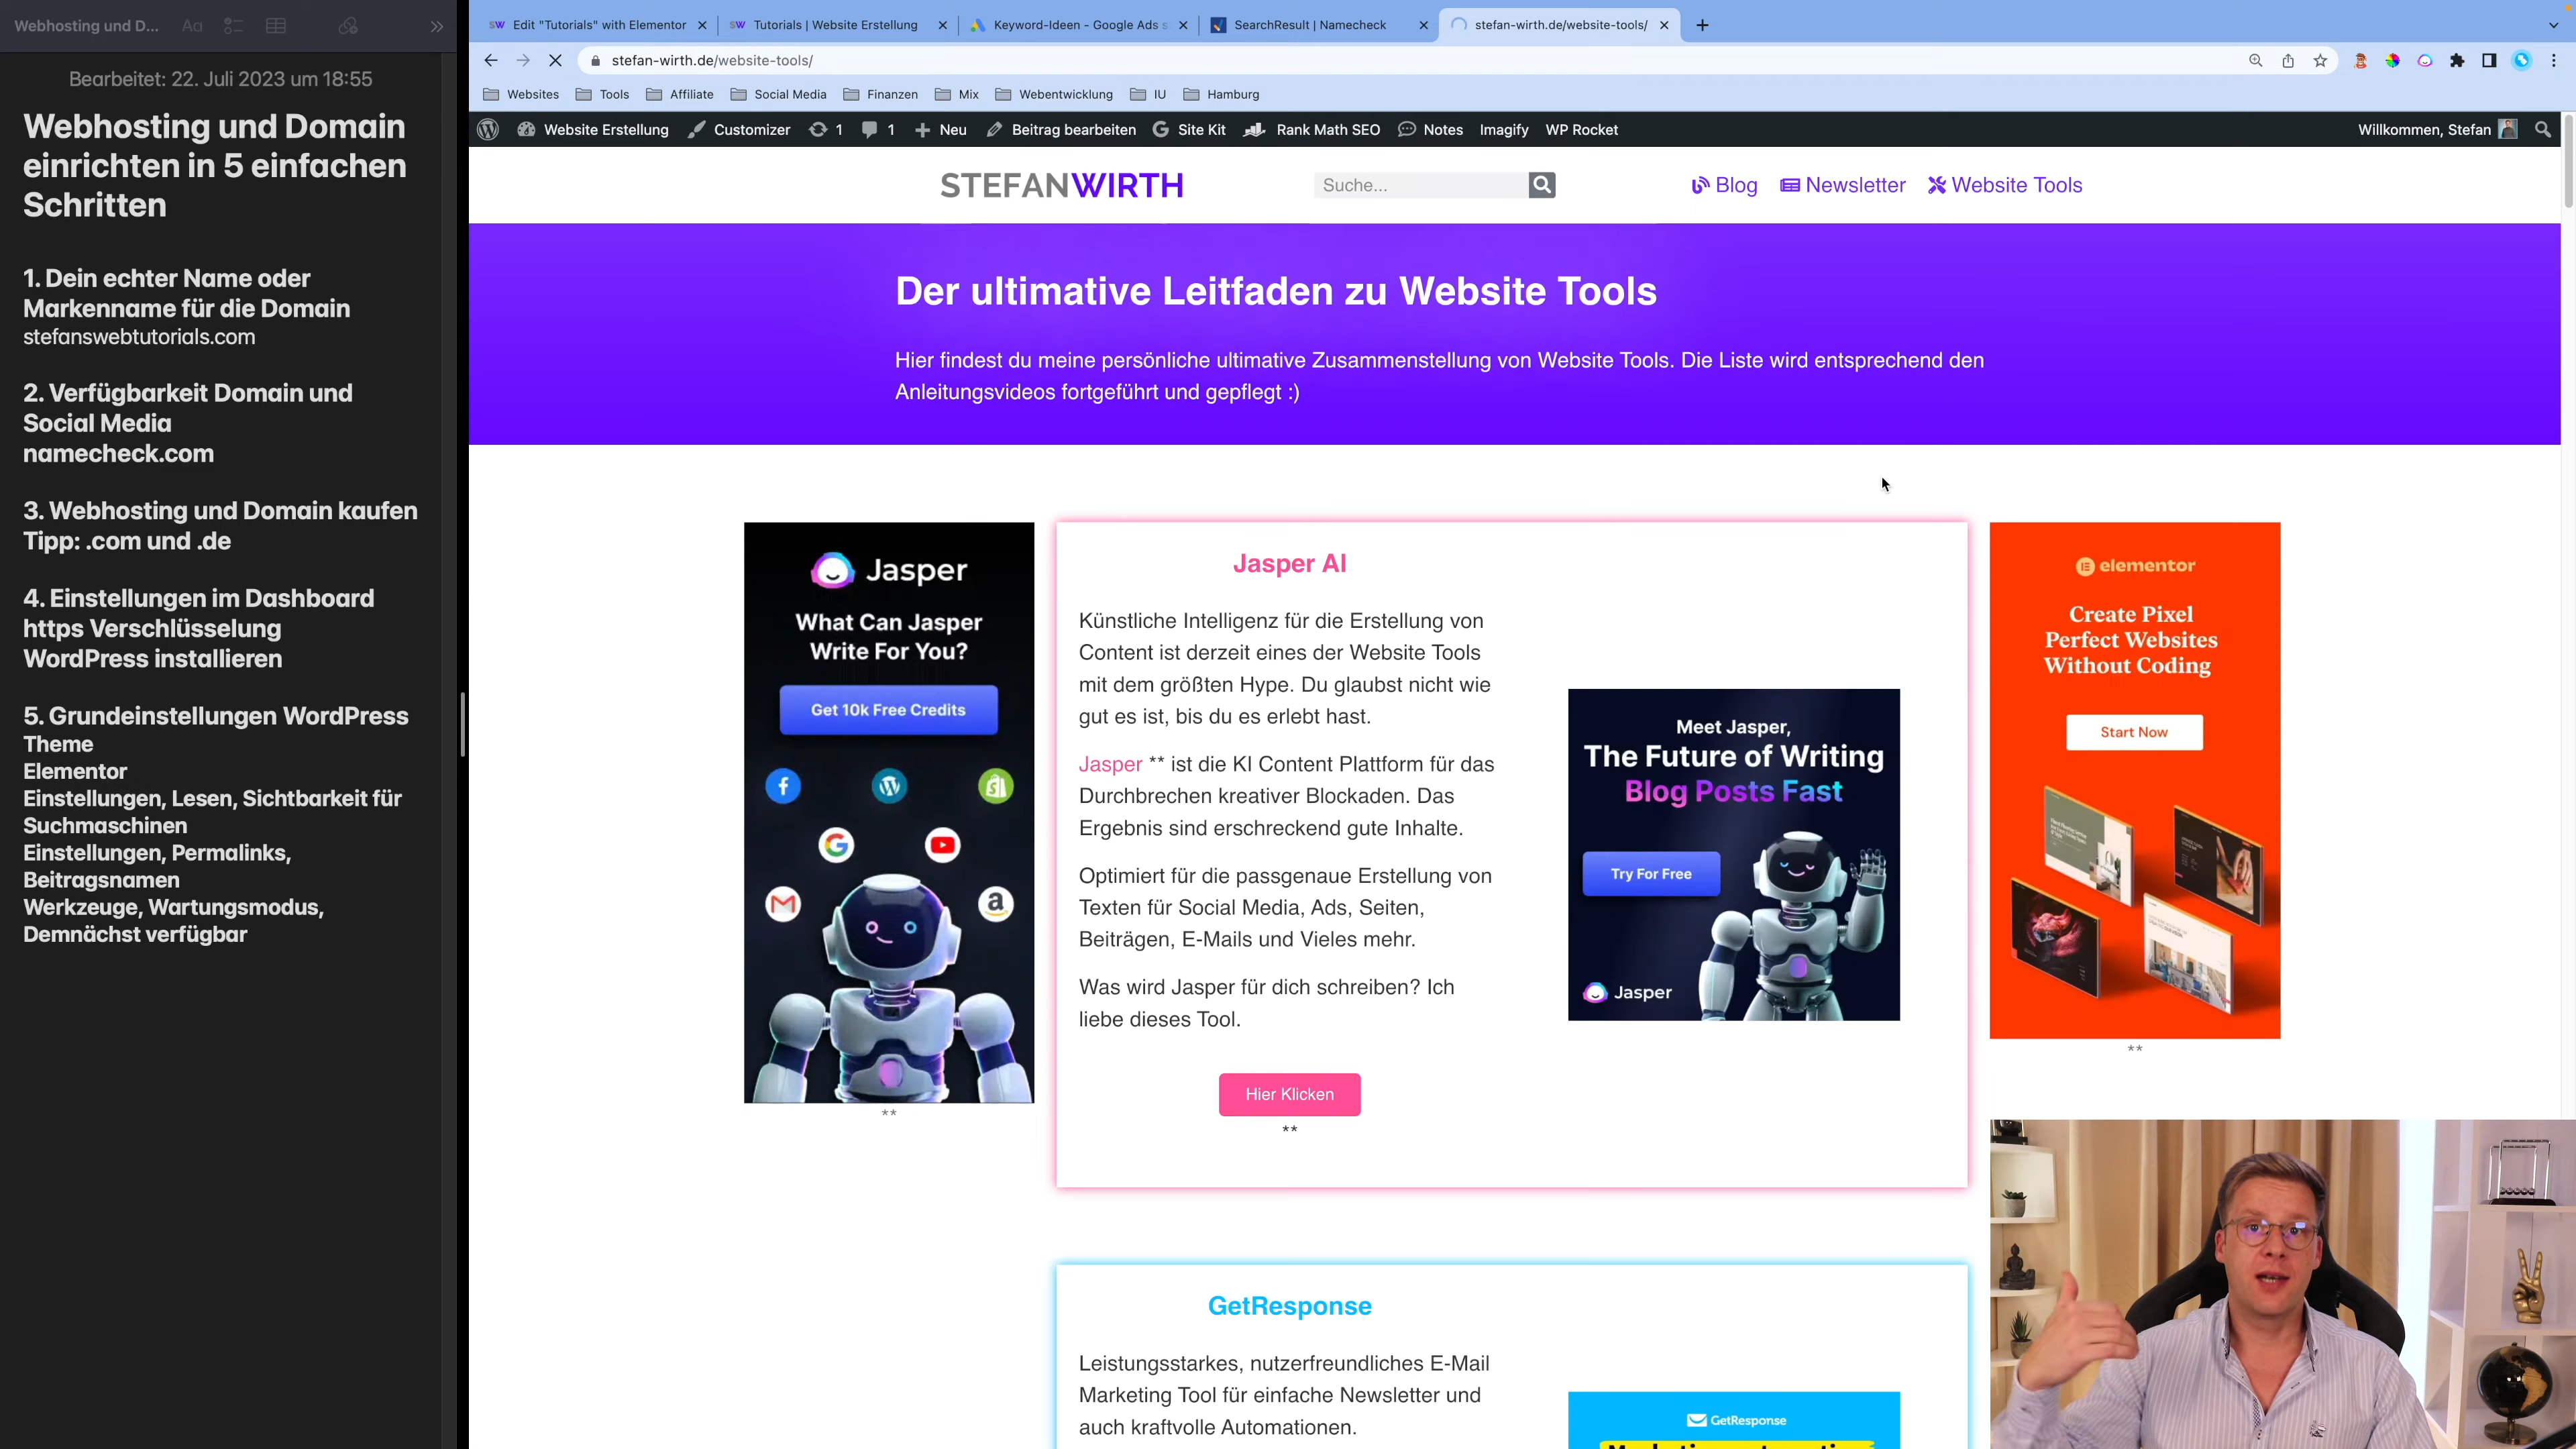 Webhosting und D...
Aa
Bearbeitet: 22. Juli 2023 um 18:55
Webhosting und Domain
einrichten in 5 einfachen
Schritten
1. Dein echter Name oder
Markenname für die Domain
stefanswebtutorials.com
2. Verfügbarkeit Domain und
Social Media
namecheck.com
3. Webhosting und Domain kaufen
Tipp: .com und .de
4. Einstellungen im Dashboard
https Verschlüsselung
WordPress installieren
5. Grundeinstellungen WordPress
Theme
Elementor
Einstellungen, Lesen, Sichtbarkeit für
Suchmaschinen
Einstellungen, Permalinks,
Beitragsnamen
Werkzeuge, Wartungsmodus,
Demnächst verfügbar
SW Edit "Tutorials" with Elementor
SW Tutorials | Website Erstellung
Keyword-Ideen - Google Ads s
SearchResult | Namecheck
stefan-wirth.de/website-tools/
stefan-wirth.de/website-tools/
Websites Tools Affiliate Social Media Finanzen Mix Webentwicklung IU Hamburg
Website Erstellung Customizer 1 1 Neu Beitrag bearbeiten Site Kit Rank Math SEO Notes Imagify WP Rocket Willkommen, Stefan
STEFANWIRTH
Suche...
Blog Newsletter Website Tools
Der ultimative Leitfaden zu Website Tools
Hier findest du meine persönliche ultimative Zusammenstellung von Website Tools. Die Liste wird entsprechend den
Anleitungsvideos fortgeführt und gepflegt :)
Jasper
What Can Jasper
Write For You?
Get 10k Free Credits
**
Jasper AI
Künstliche Intelligenz für die Erstellung von
Content ist derzeit eines der Website Tools
mit dem größten Hype. Du glaubst nicht wie
gut es ist, bis du es erlebt hast.
Jasper ** ist die KI Content Plattform für das
Durchbrechen kreativer Blockaden. Das
Ergebnis sind erschreckend gute Inhalte.
Optimiert für die passgenaue Erstellung von
Texten für Social Media, Ads, Seiten,
Beiträgen, E-Mails und Vieles mehr.
Was wird Jasper für dich schreiben? Ich
liebe dieses Tool.
Hier Klicken
**
Meet Jasper,
The Future of Writing
Blog Posts Fast
Try For Free
Jasper
elementor
Create Pixel
Perfect Websites
Without Coding
Start Now
**
GetResponse
Leistungsstarkes, nutzerfreundliches E-Mail
Marketing Tool für einfache Newsletter und
auch kraftvolle Automationen.
GetResponse